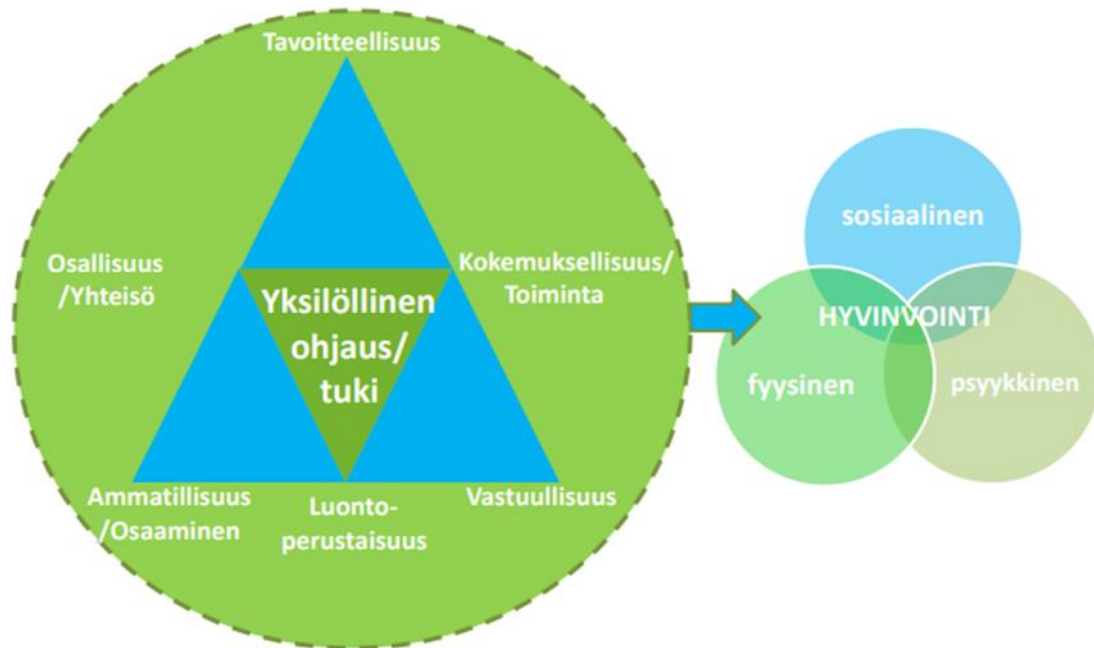 Tavoitteellisuus
Osallisuus
/Yhteisö
Kokemuksellisuus/
Toiminta
Yksilöllinen
ohjaus/
tuki
Ammatillisuus
/Osaaminen
Luonto-
perustaisuus
Vastuullisuus
sosiaalinen
HYVINVOINTI
fyysinen
psyykkinen